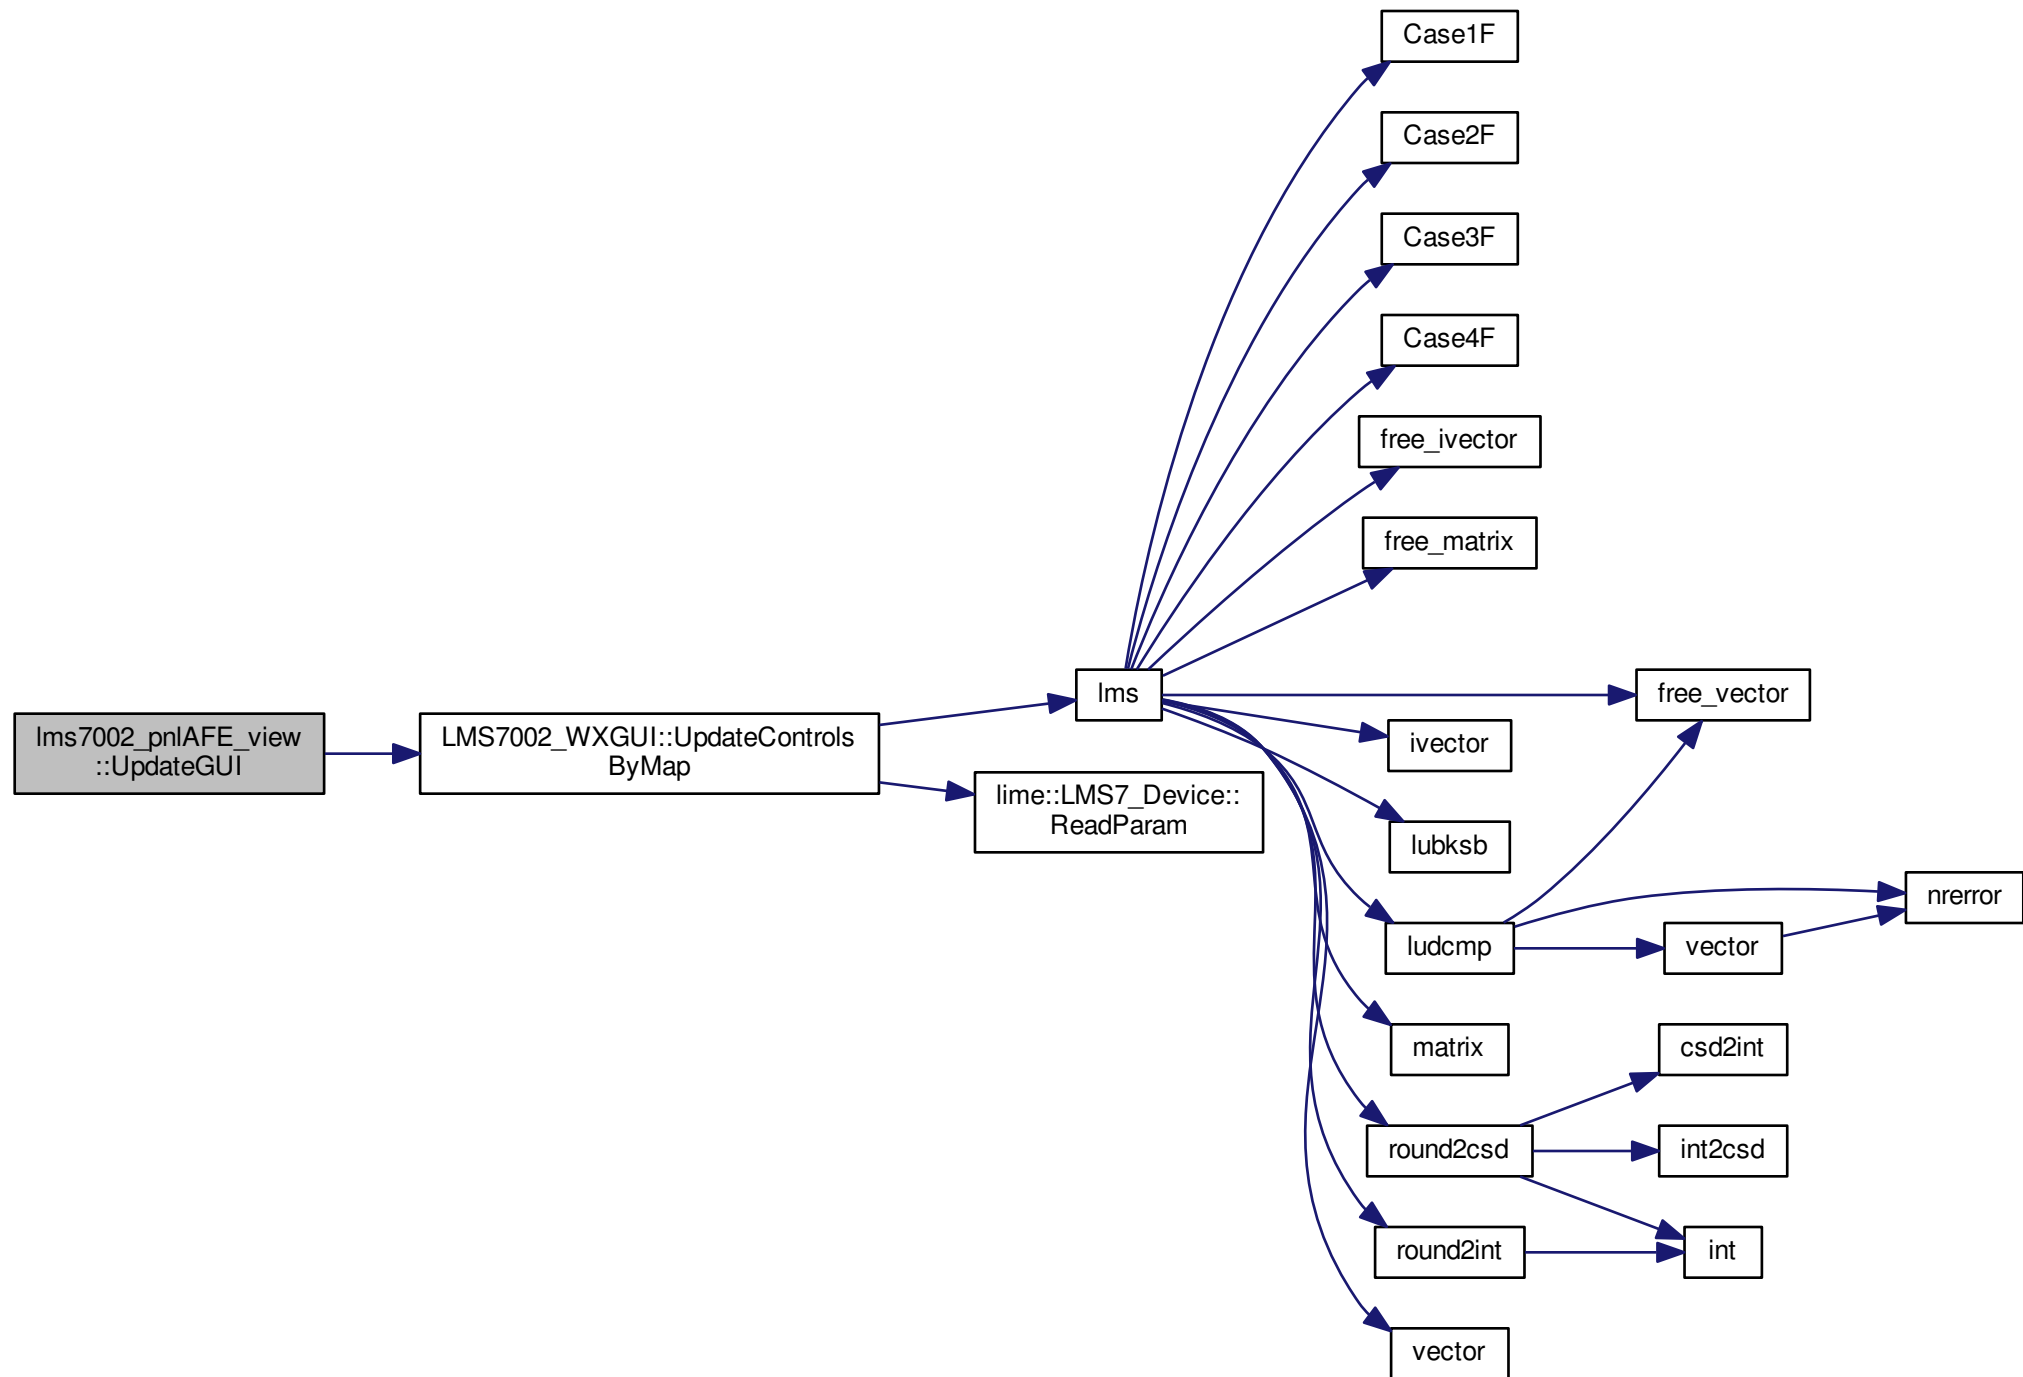 lms7002_pnlAFE_view
::UpdateGUI
LMS7002_WXGUI::UpdateControls
ByMap
lms
lime::LMS7_Device::
ReadParam
Case1F
Case2F
Case3F
Case4F
free_ivector
free_matrix
free_vector
ivector
lubksb
ludcmp
nrerror
vector
matrix
csd2int
round2csd
int2csd
round2int
int
vector